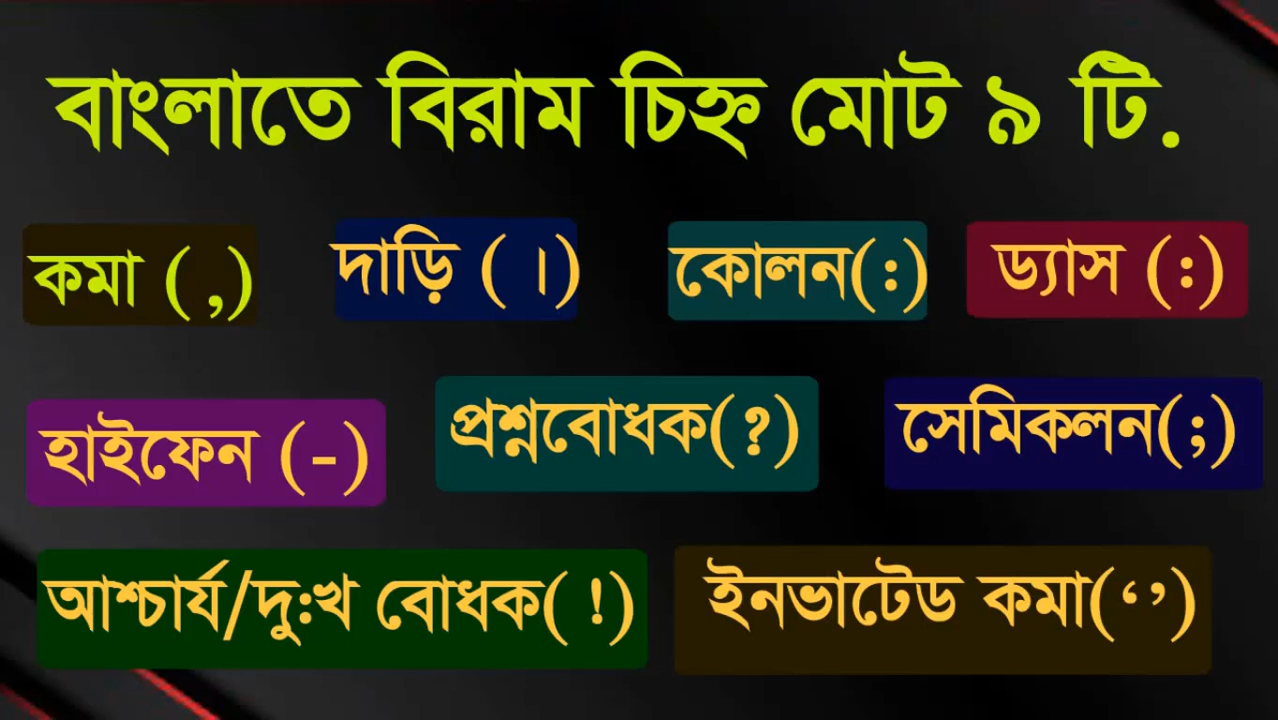 বাংলাতে বিরাম চিহ্ন মোট ৯ টি.
কমা ( ,) দাড়ি ( ।) কোলন(:) ড্যাস (:)
হাইফেন (-) প্রশ্নবোধক(?) সেমিকলন(;)
আশ্চার্য/দু:খ বোধক( !) ইনভাটেড কমা(‘’)